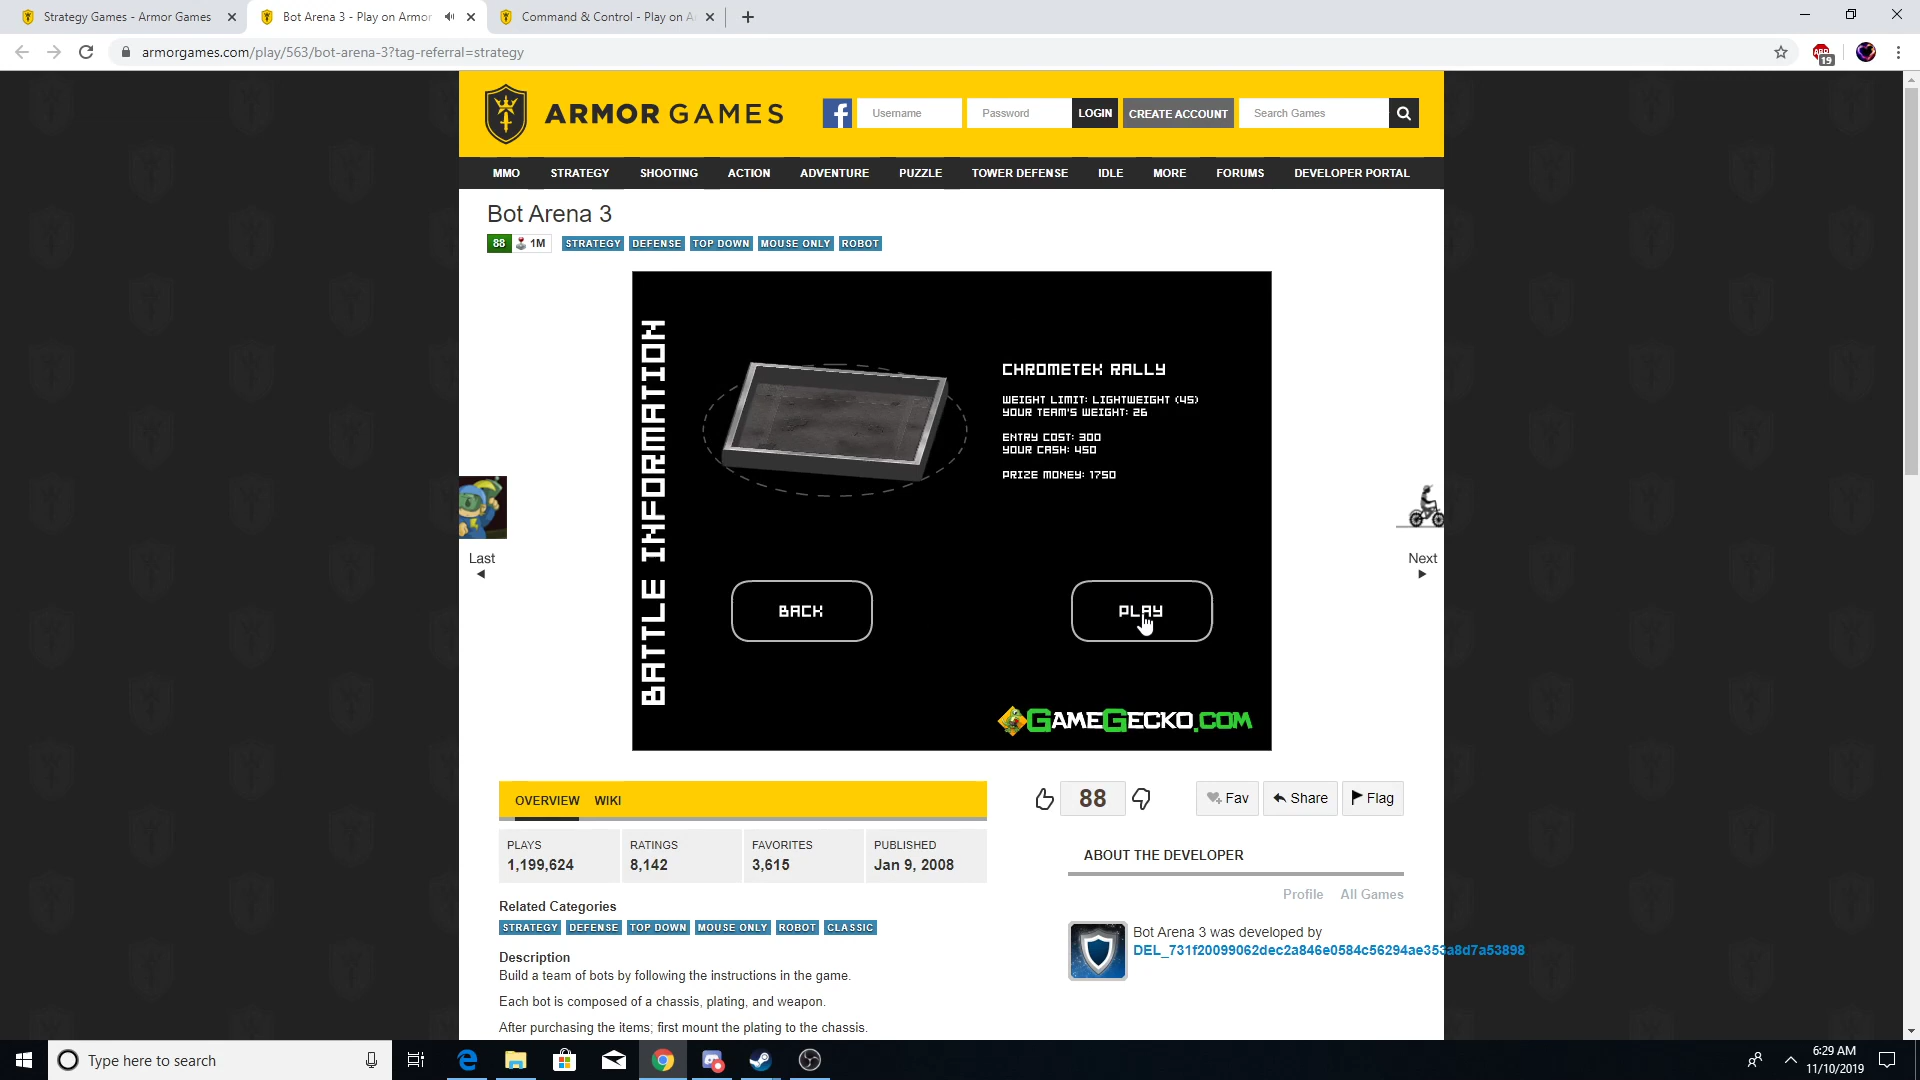 Strategy Games - Armor Games
Bot Arena 3 - Play on Armor
Command & Control - Play on A
armorgames.com/play/563/bot-arena-3?tag-referral=strategy
19
ARMOR GAMES
Username
Password
LOGIN
CREATE ACCOUNT
Search Games
MMO
STRATEGY
SHOOTING
ACTION
ADVENTURE
PUZZLE
TOWER DEFENSE
IDLE
MORE
FORUMS
DEVELOPER PORTAL
Bot Arena 3
88
1M
STRATEGY
DEFENSE
TOP DOWN
MOUSE ONLY
ROBOT
BATTLE INFORMATION
CHROMETEK RALLY
WEIGHT LIMIT: LIGHTWEIGHT (45)
YOUR TEAM'S WEIGHT: 26
ENTRY COST: 300
YOUR CASH: 450
PRIZE MONEY: 1750
Last
Next
BACK
PLAY
GAMEGECKO.COM
OVERVIEW
WIKI
88
Fav
Share
Flag
PLAYS
1,199,624
RATINGS
8,142
FAVORITES
3,615
PUBLISHED
Jan 9, 2008
ABOUT THE DEVELOPER
Profile
All Games
Related Categories
STRATEGY
DEFENSE
TOP DOWN
MOUSE ONLY
ROBOT
CLASSIC
Bot Arena 3 was developed by
DEL_731f20099062dec2a846e0584c56294ae353a8d7a53898
Description
Build a team of bots by following the instructions in the game.
Each bot is composed of a chassis, plating, and weapon.
After purchasing the items; first mount the plating to the chassis.
Type here to search
6:29 AM
11/10/2019